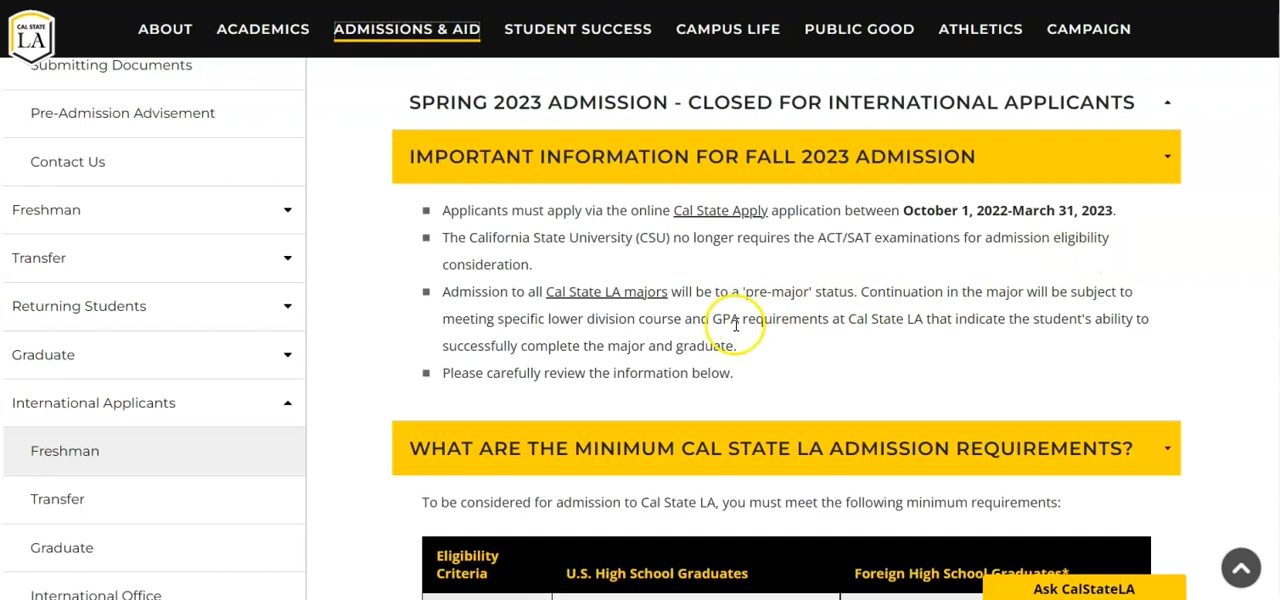 CAL STATE
LA
ABOUT
ACADEMICS
ADMISSIONS & AID
STUDENT SUCCESS
CAMPUS LIFE
PUBLIC GOOD
ATHLETICS
CAMPAIGN
Submitting Documents
Pre-Admission Advisement
Contact Us
Freshman
Transfer
Returning Students
Graduate
International Applicants
Freshman
Transfer
Graduate
International Office
SPRING 2023 ADMISSION - CLOSED FOR INTERNATIONAL APPLICANTS
IMPORTANT INFORMATION FOR FALL 2023 ADMISSION
Applicants must apply via the online Cal State Apply application between October 1, 2022-March 31, 2023.
The California State University (CSU) no longer requires the ACT/SAT examinations for admission eligibility
consideration.
Admission to all Cal State LA majors will be to a 'pre-major' status. Continuation in the major will be subject to
meeting specific lower division course and GPA requirements at Cal State LA that indicate the student's ability to
successfully complete the major and graduate.
Please carefully review the information below.
WHAT ARE THE MINIMUM CAL STATE LA ADMISSION REQUIREMENTS?
To be considered for admission to Cal State LA, you must meet the following minimum requirements:
Eligibility
Criteria
U.S. High School Graduates
Foreign High School Graduates*
Ask CalStateLA